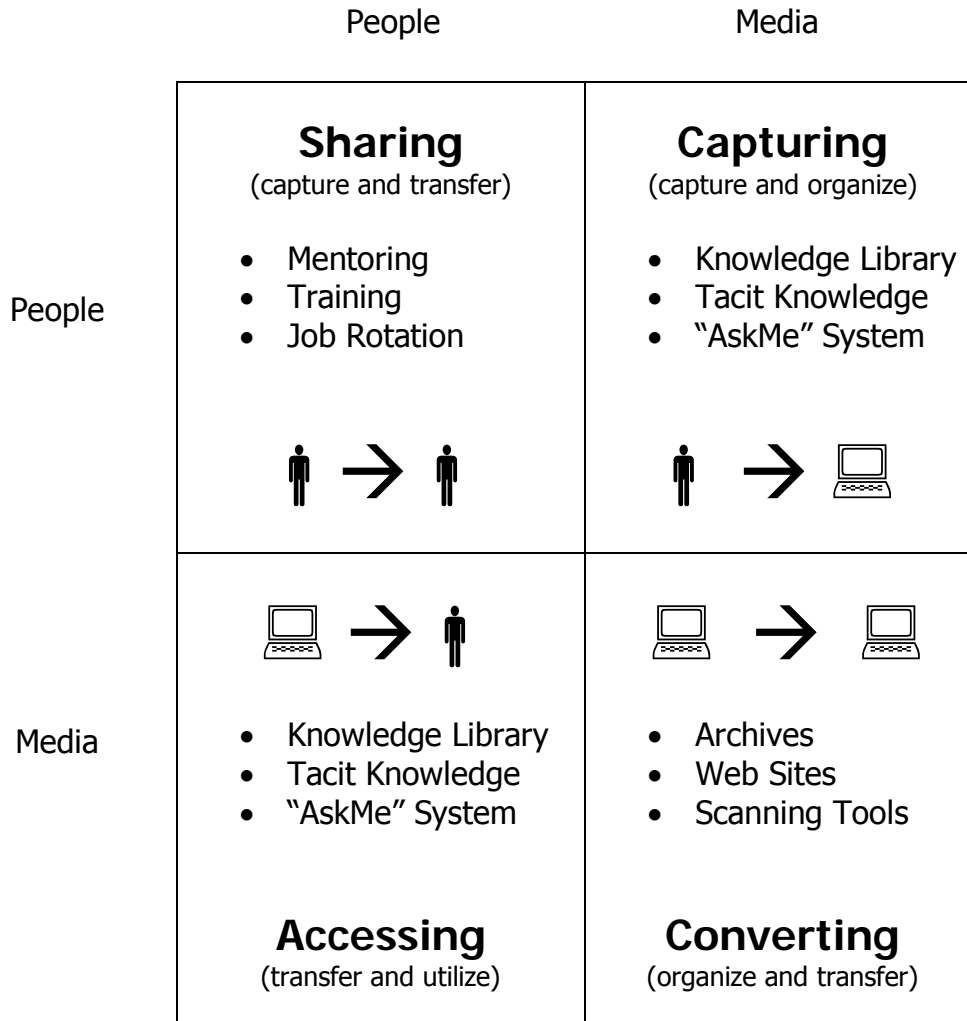 People Media
Sharing
(capture and transfer)
• Mentoring
• Training
• Job Rotation
Capturing
(capture and organize)
• Knowledge Library
• Tacit Knowledge
• “AskMe” System
People
Media
• Knowledge Library
• Tacit Knowledge
• “AskMe” System
Accessing
(transfer and utilize)
• Archives
• Web Sites
• Scanning Tools
Converting
(organize and transfer)